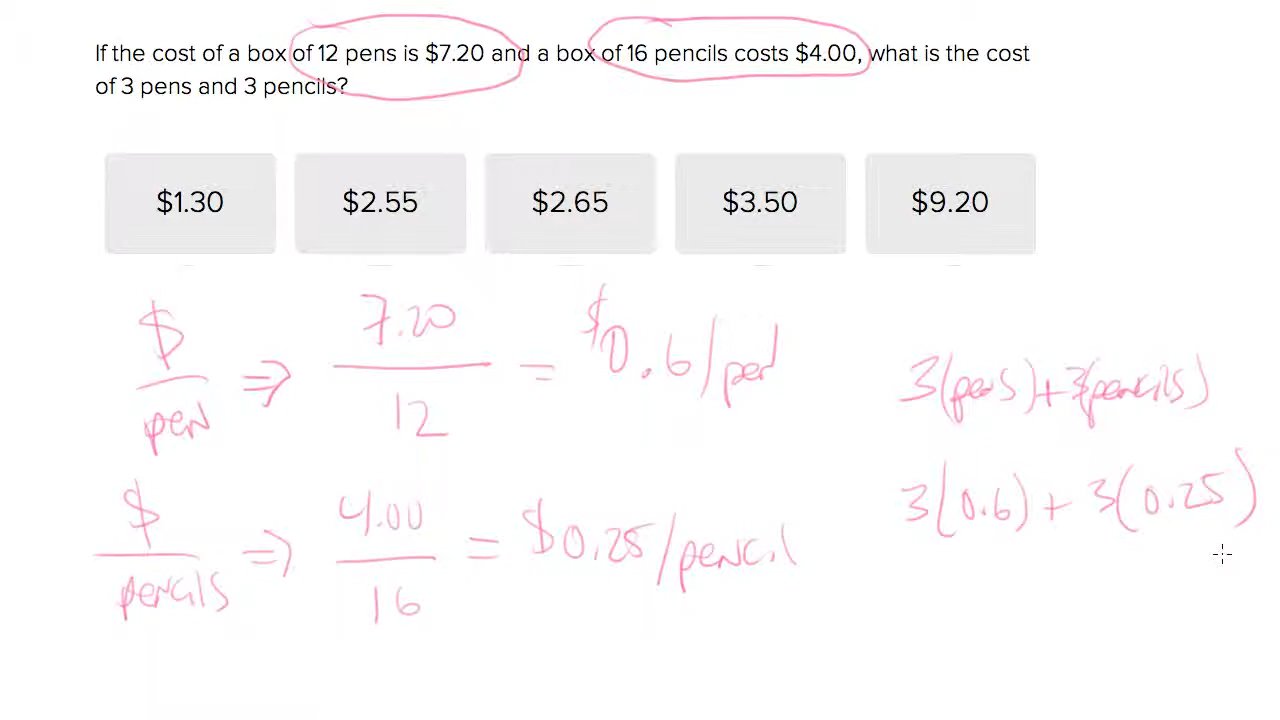 If the cost of a box of 12 pens is $7.20 and a box of 16 pencils costs $4.00, what is the cost
of 3 pens and 3 pencils?
$1.30 $2.55 $2.65 $3.50 $9.20
$/pen ⇒ 7.20/12 = $0.6/pen
3(pens)+3(pencils)
$/pencils ⇒ 4.00/16 = $0.25/pencil
3(0.6)+3(0.25)